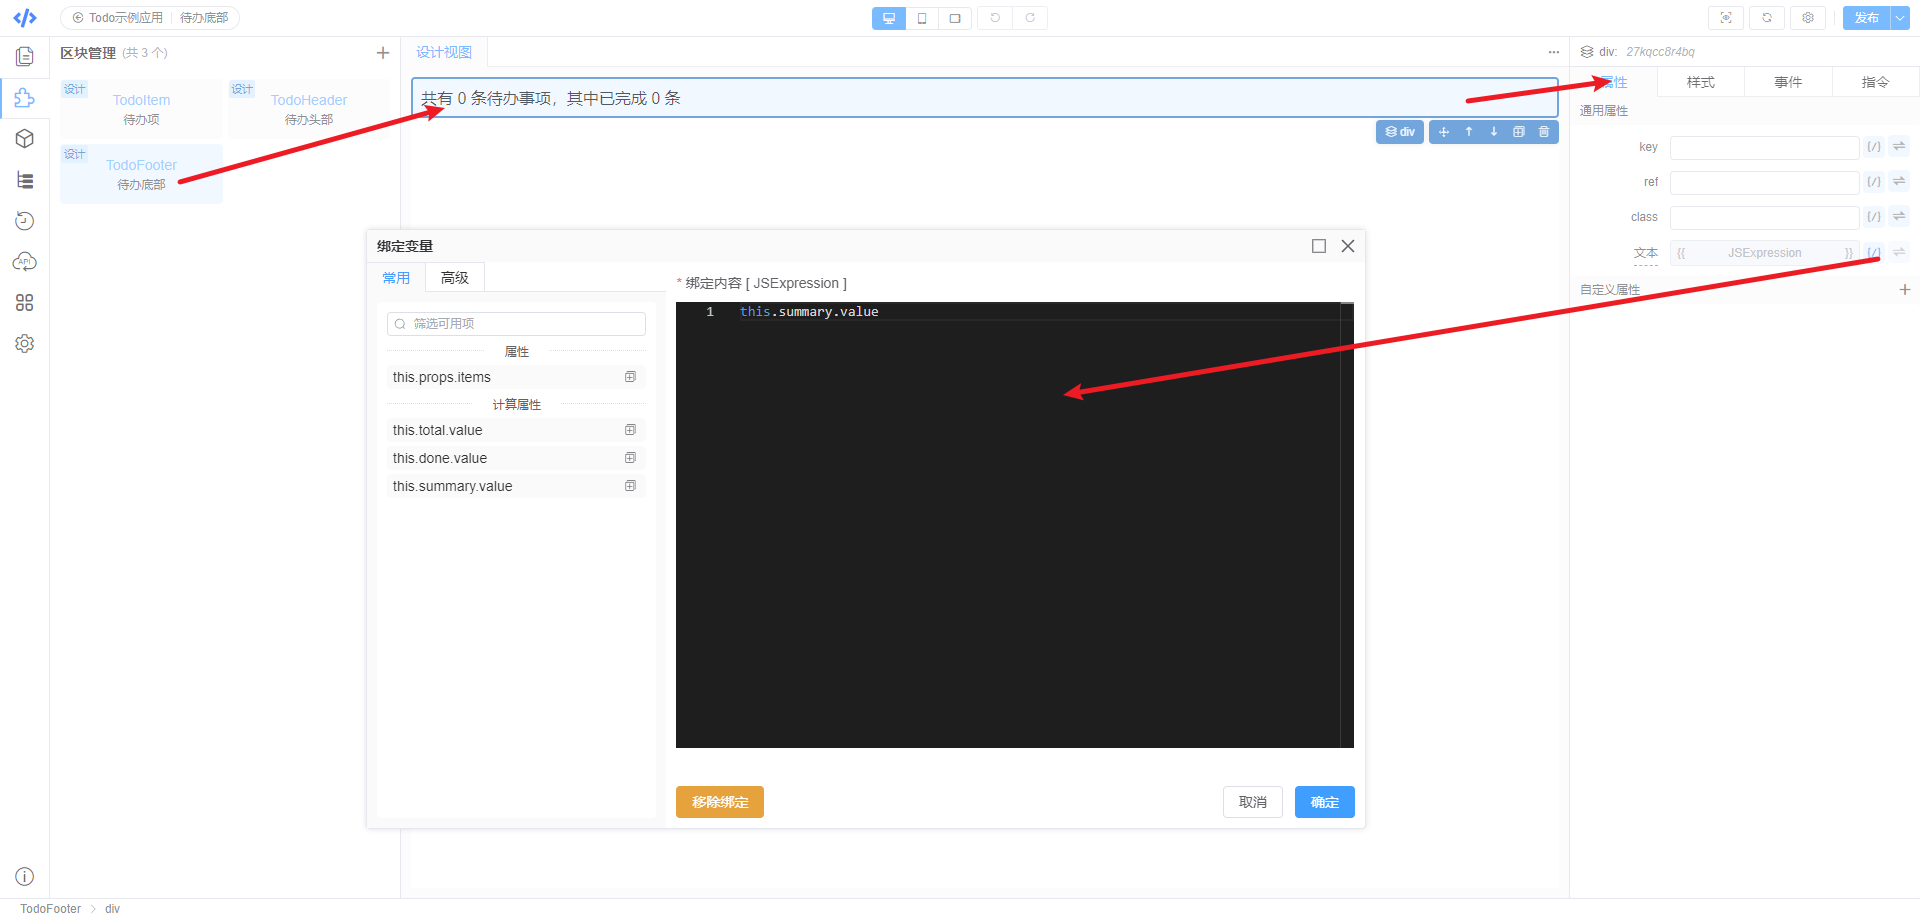 Todo示例应用 待办底部
发布
区块管理 (共 3 个)
设计
TodoItem
待办项
设计
TodoHeader
待办头部
设计
TodoFooter
待办底部
设计视图
共有 0 条待办事项，其中已完成 0 条
div
div: 27kqcc8r4bq
属性 样式 事件 指令
通用属性
key
ref
class
文本 {{ JSExpression }}
自定义属性
绑定变量
常用 高级
筛选可用项
属性
this.props.items
计算属性
this.total.value
this.done.value
this.summary.value
* 绑定内容 [ JSExpression ]
1 this.summary.value
移除绑定
取消 确定
API
TodoFooter > div